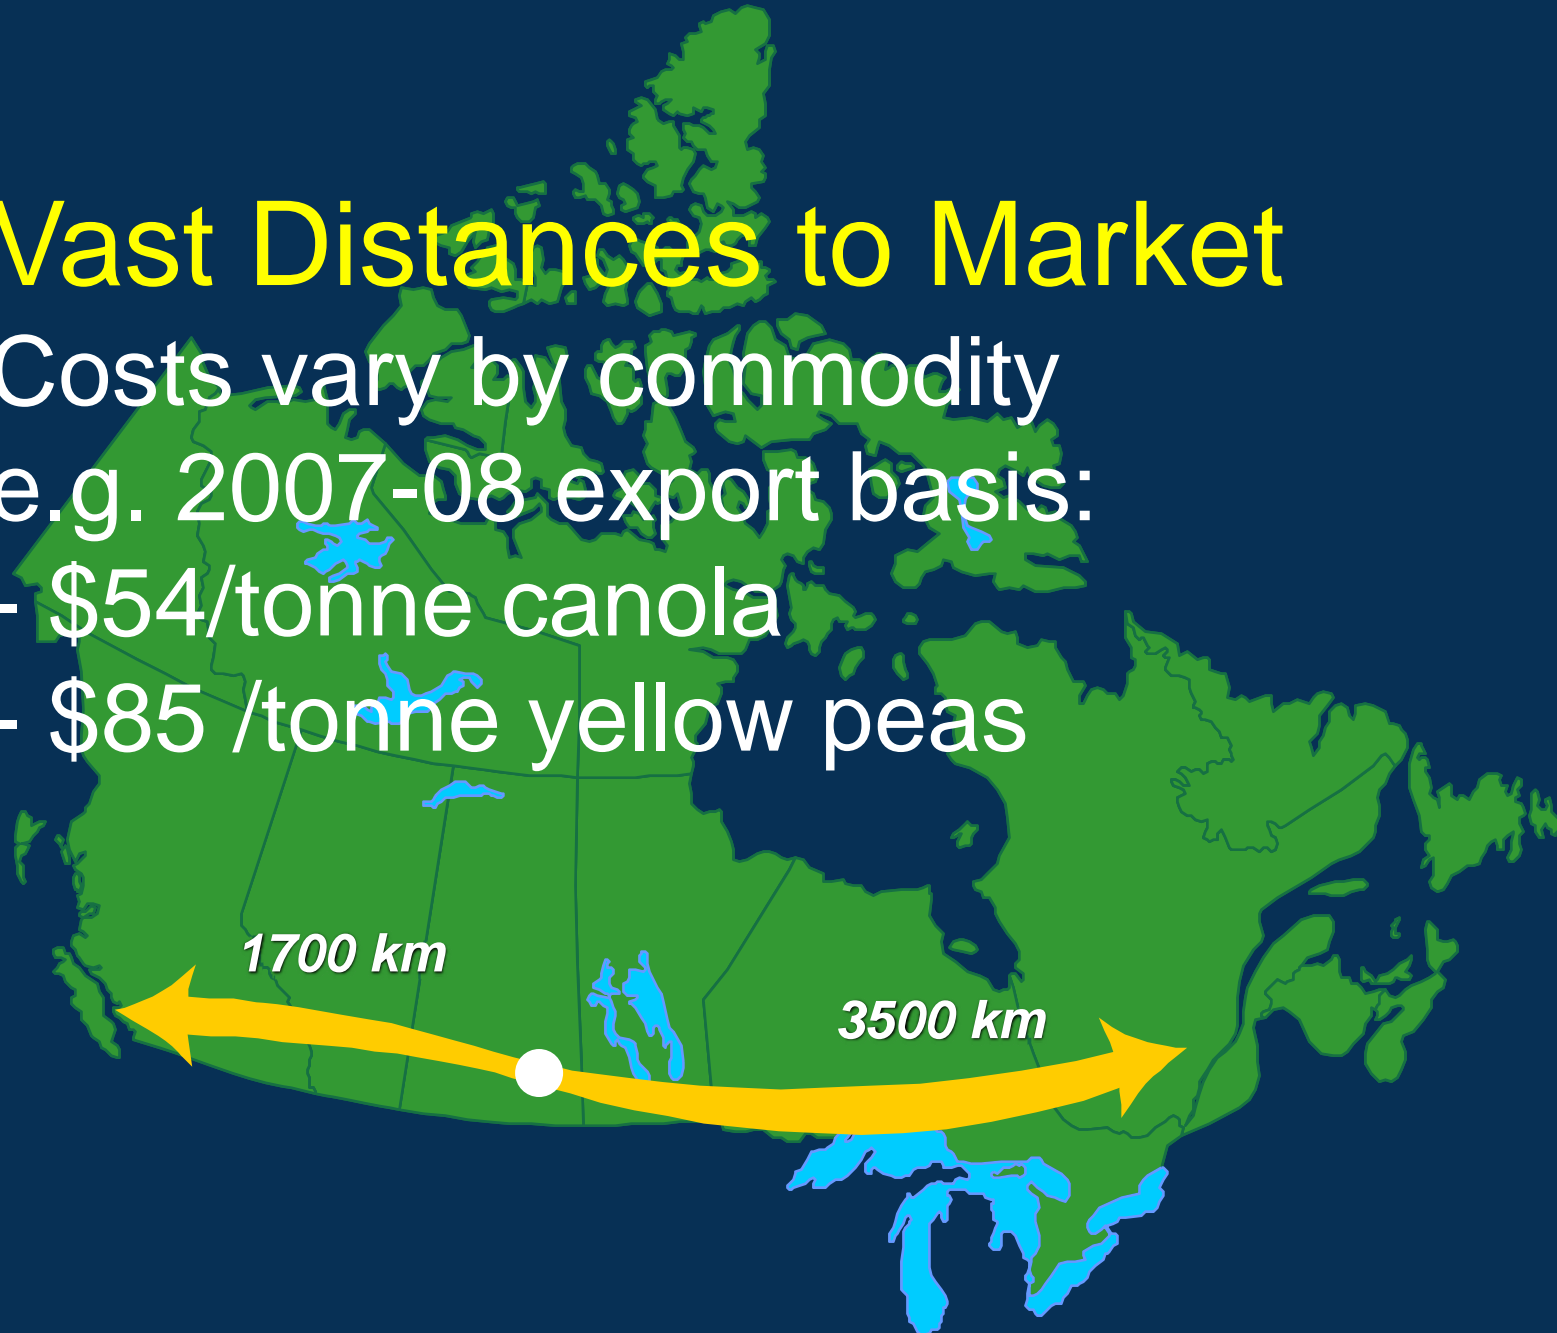 Vast Distances to Market
Costs vary by commodity
e.g. 2007-08 export basis:
- $54/tonne canola
- $85 /tonne yellow peas
1700 km
3500 km